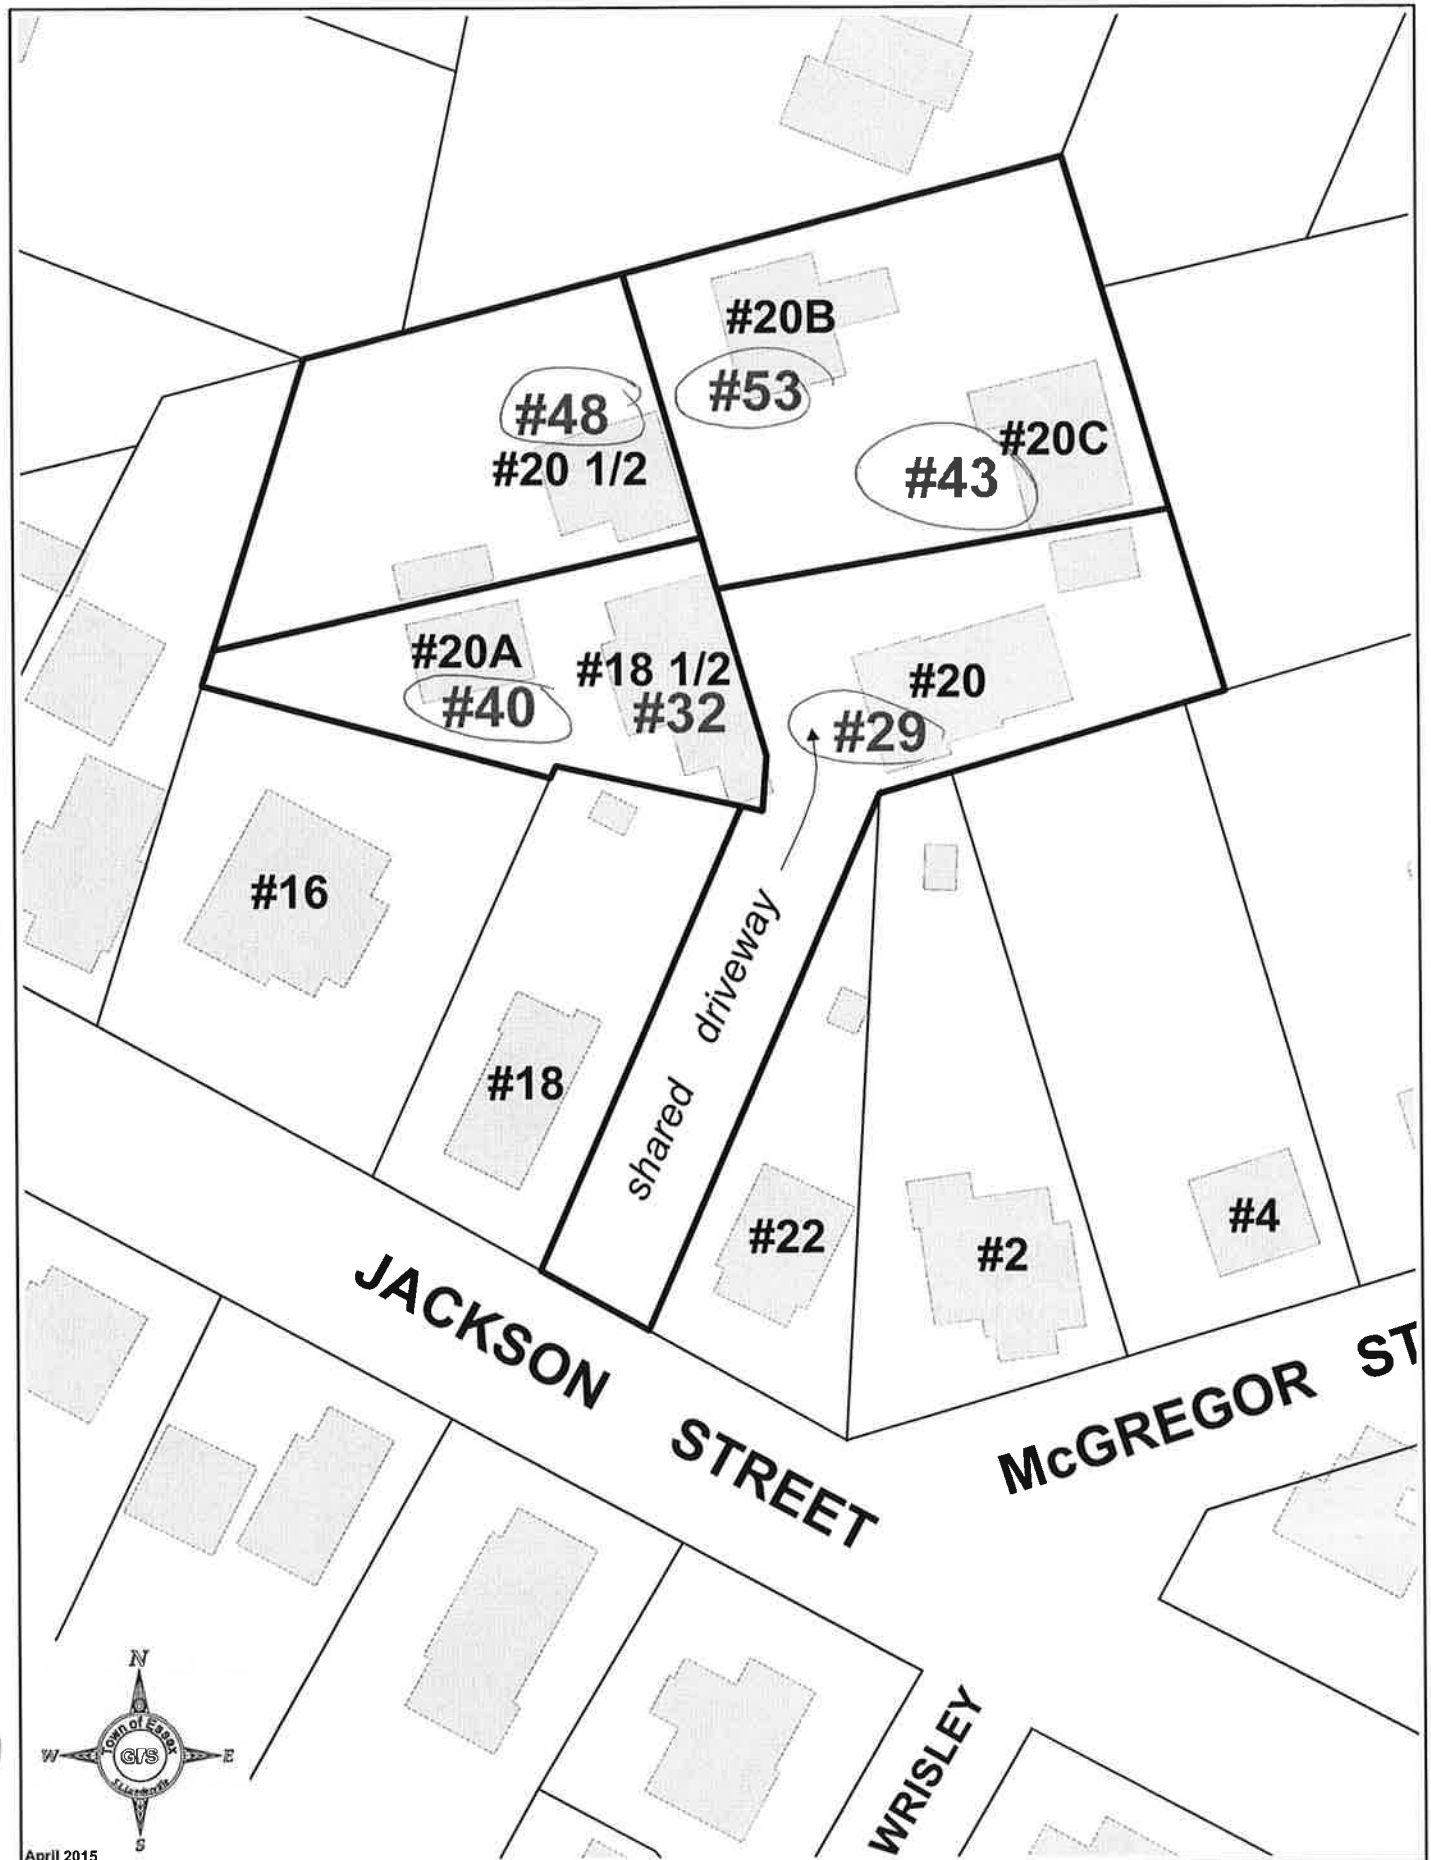 #20B
#53
#48
#20 1/2
#20C
#43
#20A
#40
#18 1/2
#32
#20
#29
#16
#18
shared driveway
#22
#2
#4
JACKSON STREET
McGREGOR ST
WRISLEY
N
W
E
S
Town of Essex
GIS
April 2015